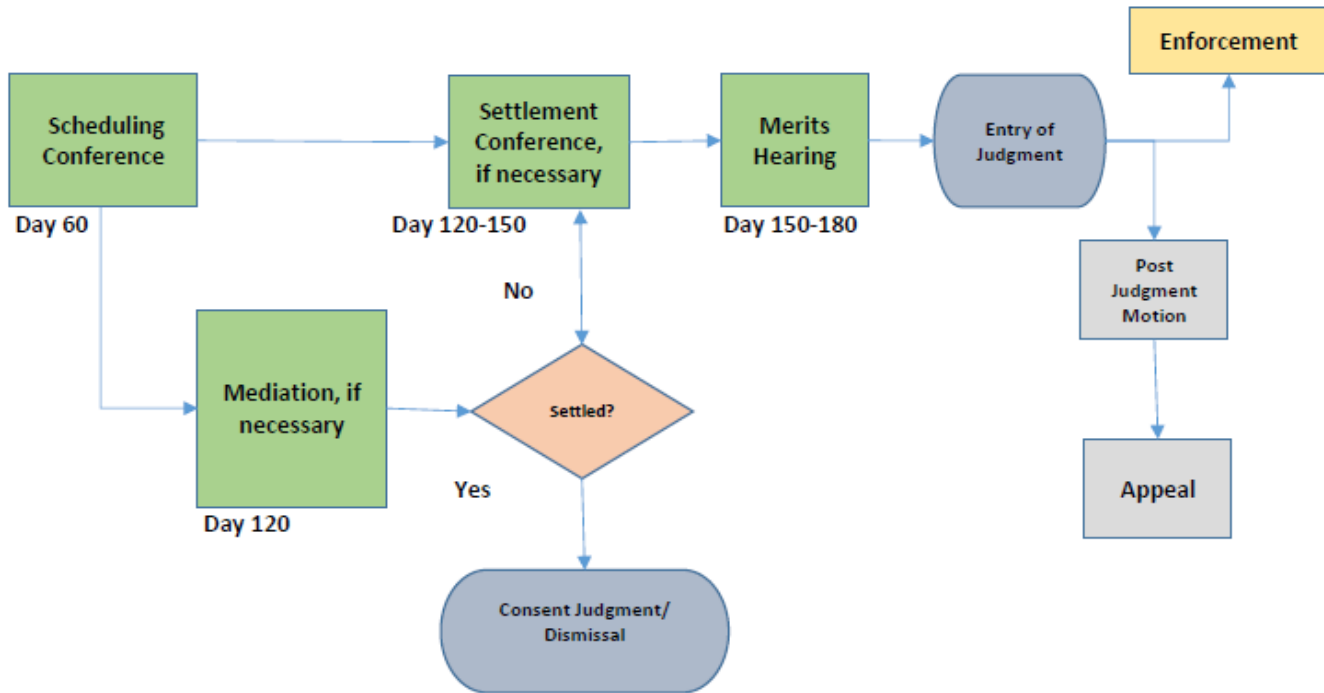 Enforcement
Scheduling
Conference
Day 60
Settlement
Conference,
if necessary
Day 120-150
Merits
Hearing
Day 150-180
Entry of
Judgment
Post
Judgment
Motion
Appeal
No
Mediation, if
necessary
Day 120
Settled?
Yes
Consent Judgment/
Dismissal